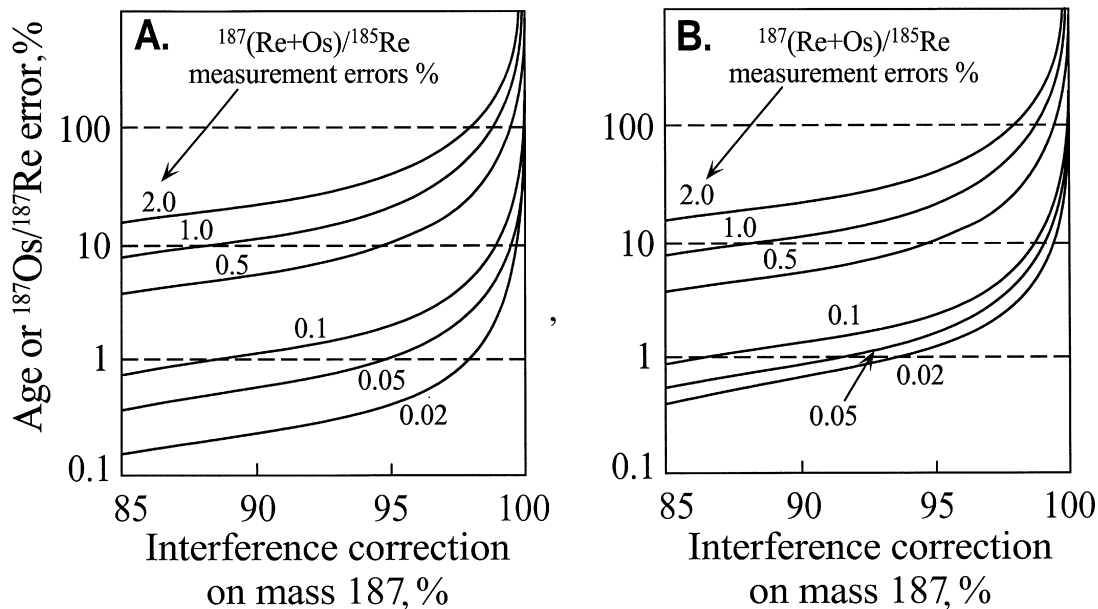 A.
¹⁸⁷(Re+Os)/¹⁸⁵Re
measurement errors %
2.0
1.0
0.5
0.1
0.05
0.02
100
10
1
0.1
85 90 95 100
Interference correction
on mass 187, %
Age or ¹⁸⁷Os/¹⁸⁷Re error,%
,
B.
¹⁸⁷(Re+Os)/¹⁸⁵Re
measurement errors %
2.0
1.0
0.5
0.1
0.02
0.05
100
10
1
0.1
85 90 95 100
Interference correction
on mass 187, %